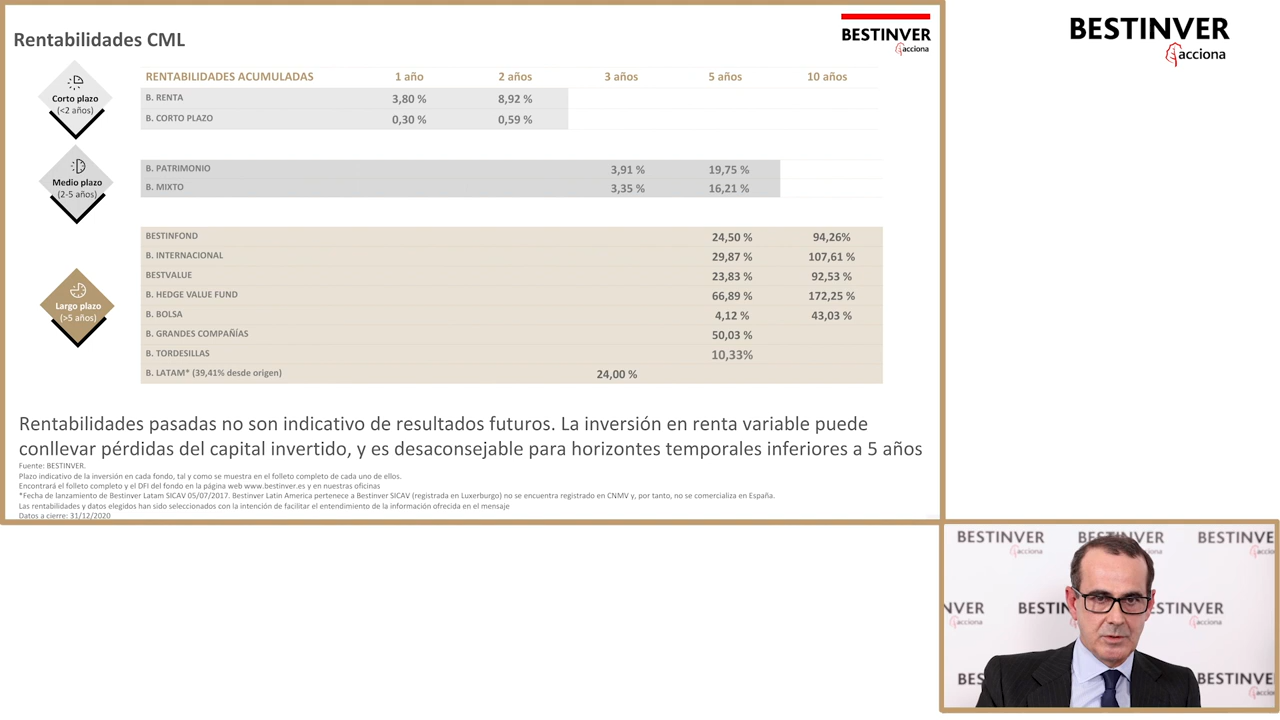 Rentabilidades CML
BESTINVER
acciona
BESTINVER
acciona
RENTABILIDADES ACUMULADAS 1 año 2 años 3 años 5 años 10 años
Corto plazo
(<2 años)
B. RENTA 3,80 % 8,92 %
B. CORTO PLAZO 0,30 % 0,59 %
Medio plazo
(2-5 años)
B. PATRIMONIO 3,91 % 19,75 %
B. MIXTO 3,35 % 16,21 %
Largo plazo
(>5 años)
BESTINFOND 24,50 % 94,26%
B. INTERNACIONAL 29,87 % 107,61 %
BESTVALUE 23,83 % 92,53 %
B. HEDGE VALUE FUND 66,89 % 172,25 %
B. BOLSA 4,12 % 43,03 %
B. GRANDES COMPAÑÍAS 50,03 %
B. TORDESILLAS 10,33%
B. LATAM* (39,41% desde origen) 24,00 %
Rentabilidades pasadas no son indicativo de resultados futuros. La inversión en renta variable puede
conllevar pérdidas del capital invertido, y es desaconsejable para horizontes temporales inferiores a 5 años
Fuente: BESTINVER.
Plazo indicativo de la inversión en cada fondo, tal y como se muestra en el folleto completo de cada uno de ellos.
Encontrará el folleto completo y el DFI del fondo en la página web www.bestinver.es y en nuestras oficinas
*Fecha de lanzamiento de Bestinver Latam SICAV 05/07/2017. Bestinver Latin America pertenece a Bestinver SICAV (registrada en Luxerburgo) no se encuentra registrado en CNMV y, por tanto, no se comercializa en España.
Las rentabilidades y datos elegidos han sido seleccionados con la intención de facilitar el entendimiento de la información ofrecida en el mensaje
Datos a cierre: 31/12/2020
BESTINVER BESTINVER BESTINVE
acciona acciona acciona
NVER BESTIN ESTINVER
acciona acciona
BES BESTINVE